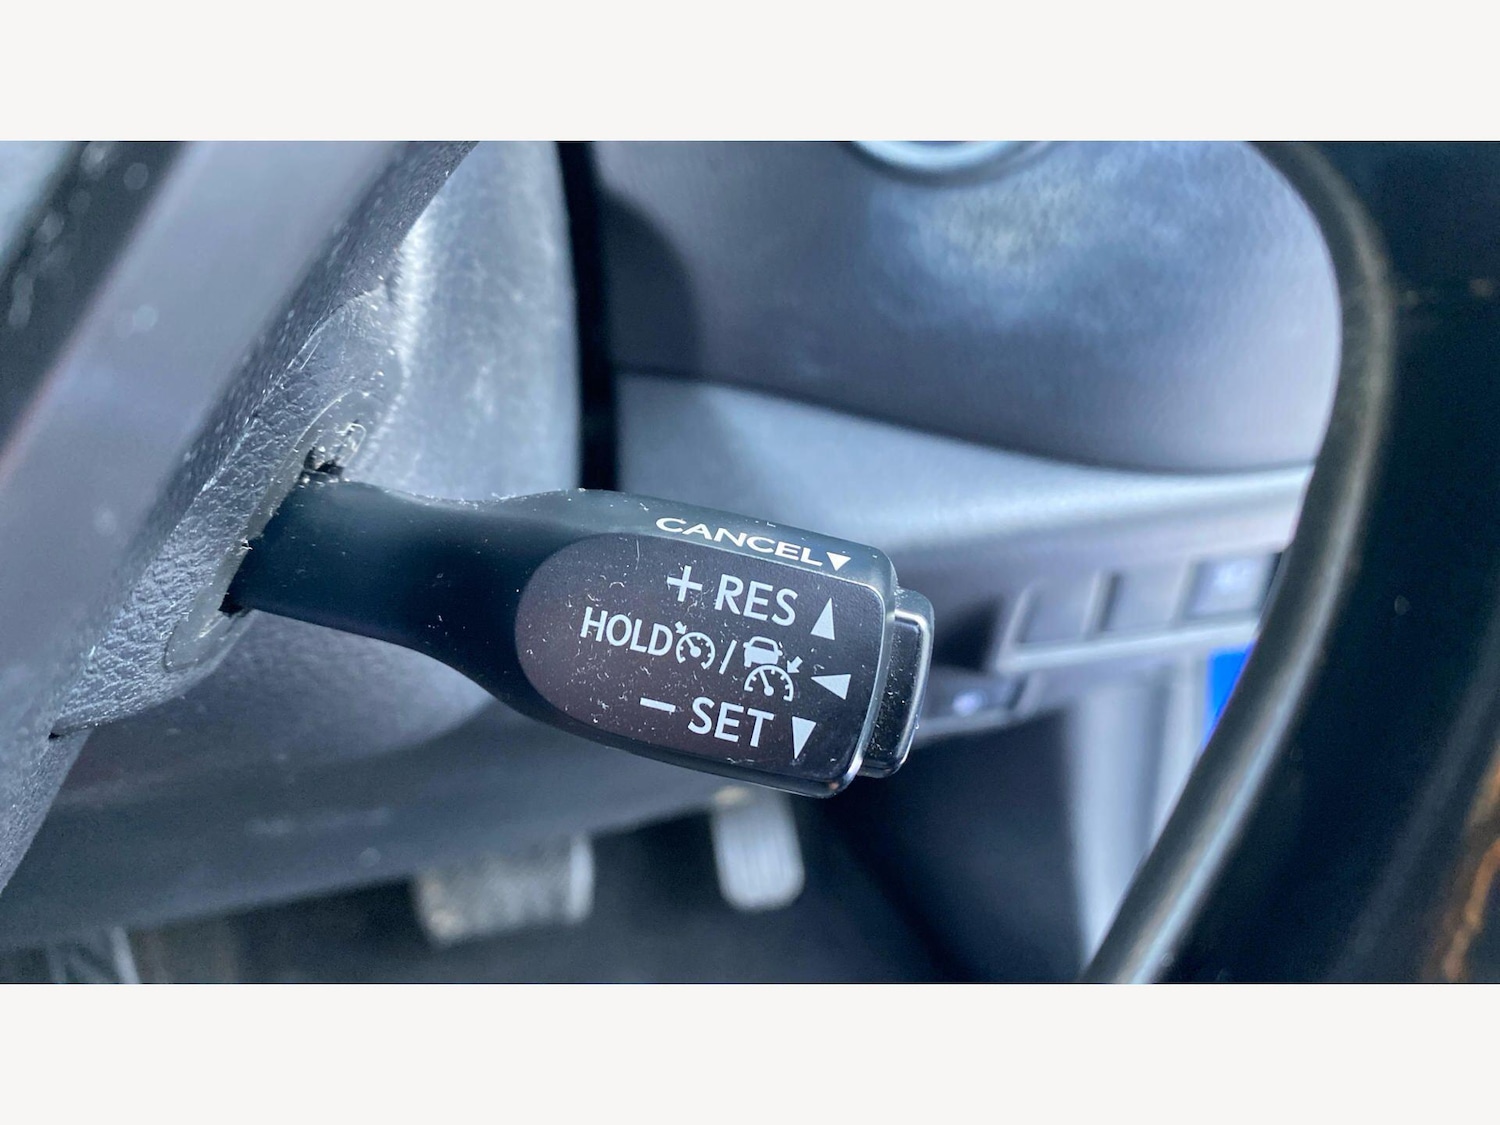 CANCEL▼
+ RES ▲
HOLD / ◀
− SET ▼